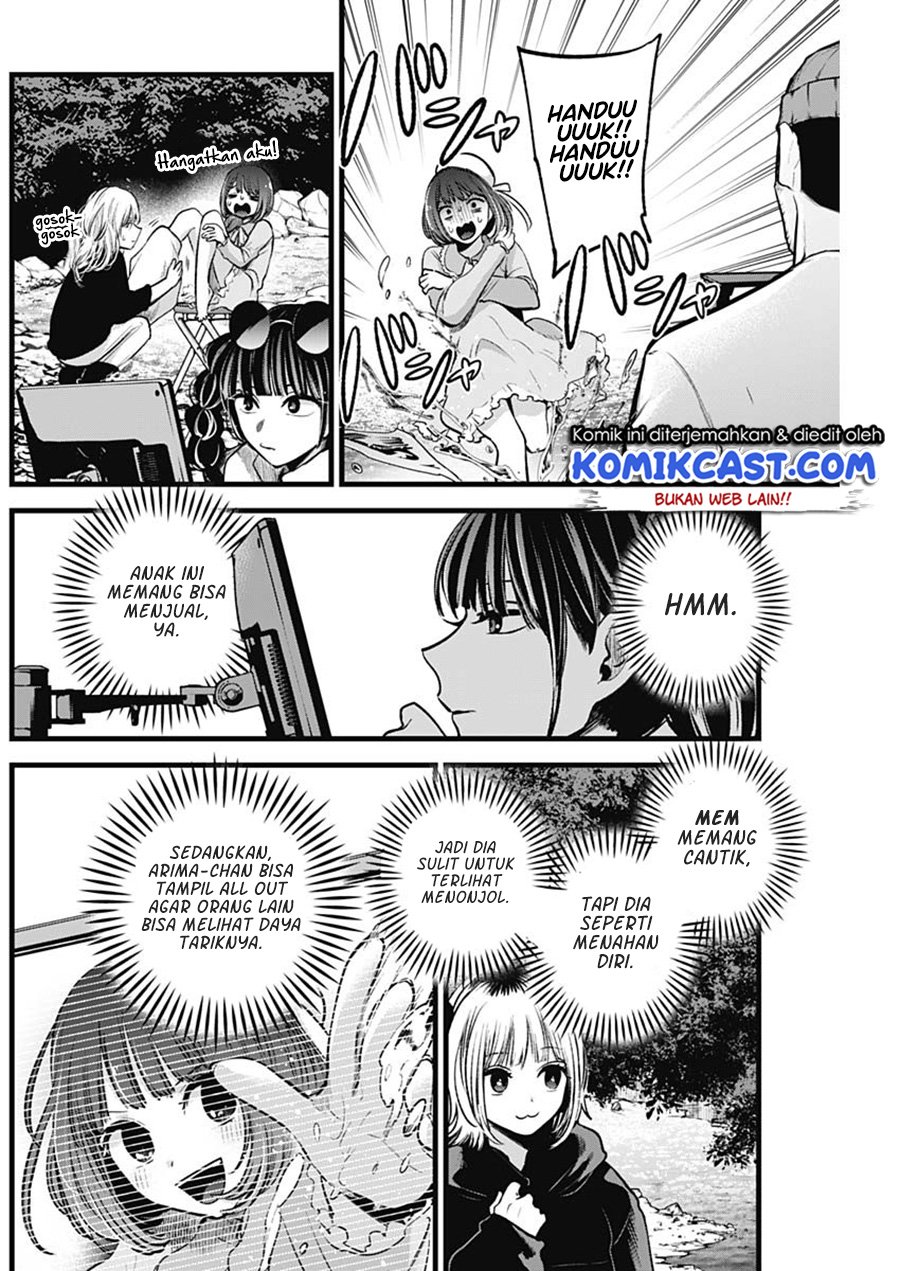 HANDUU
UUUK!!
HANDUU
UUUK!!
Hangatkan aku!
gosok-
gosok
Komik ini diterjemahkan & diedit oleh
KOMIKCAST.COM
BUKAN WEB LAIN!!
HMM.
ANAK INI
MEMANG BISA
MENJUAL,
YA.
MEM
MEMANG
CANTIK,
TAPI DIA
SEPERTI
MENAHAN
DIRI.
JADI DIA
SULIT UNTUK
TERLIHAT
MENONJOL.
SEDANGKAN,
ARIMA-CHAN BISA
TAMPIL ALL OUT
AGAR ORANG LAIN
BISA MELIHAT DAYA
TARIKNYA.